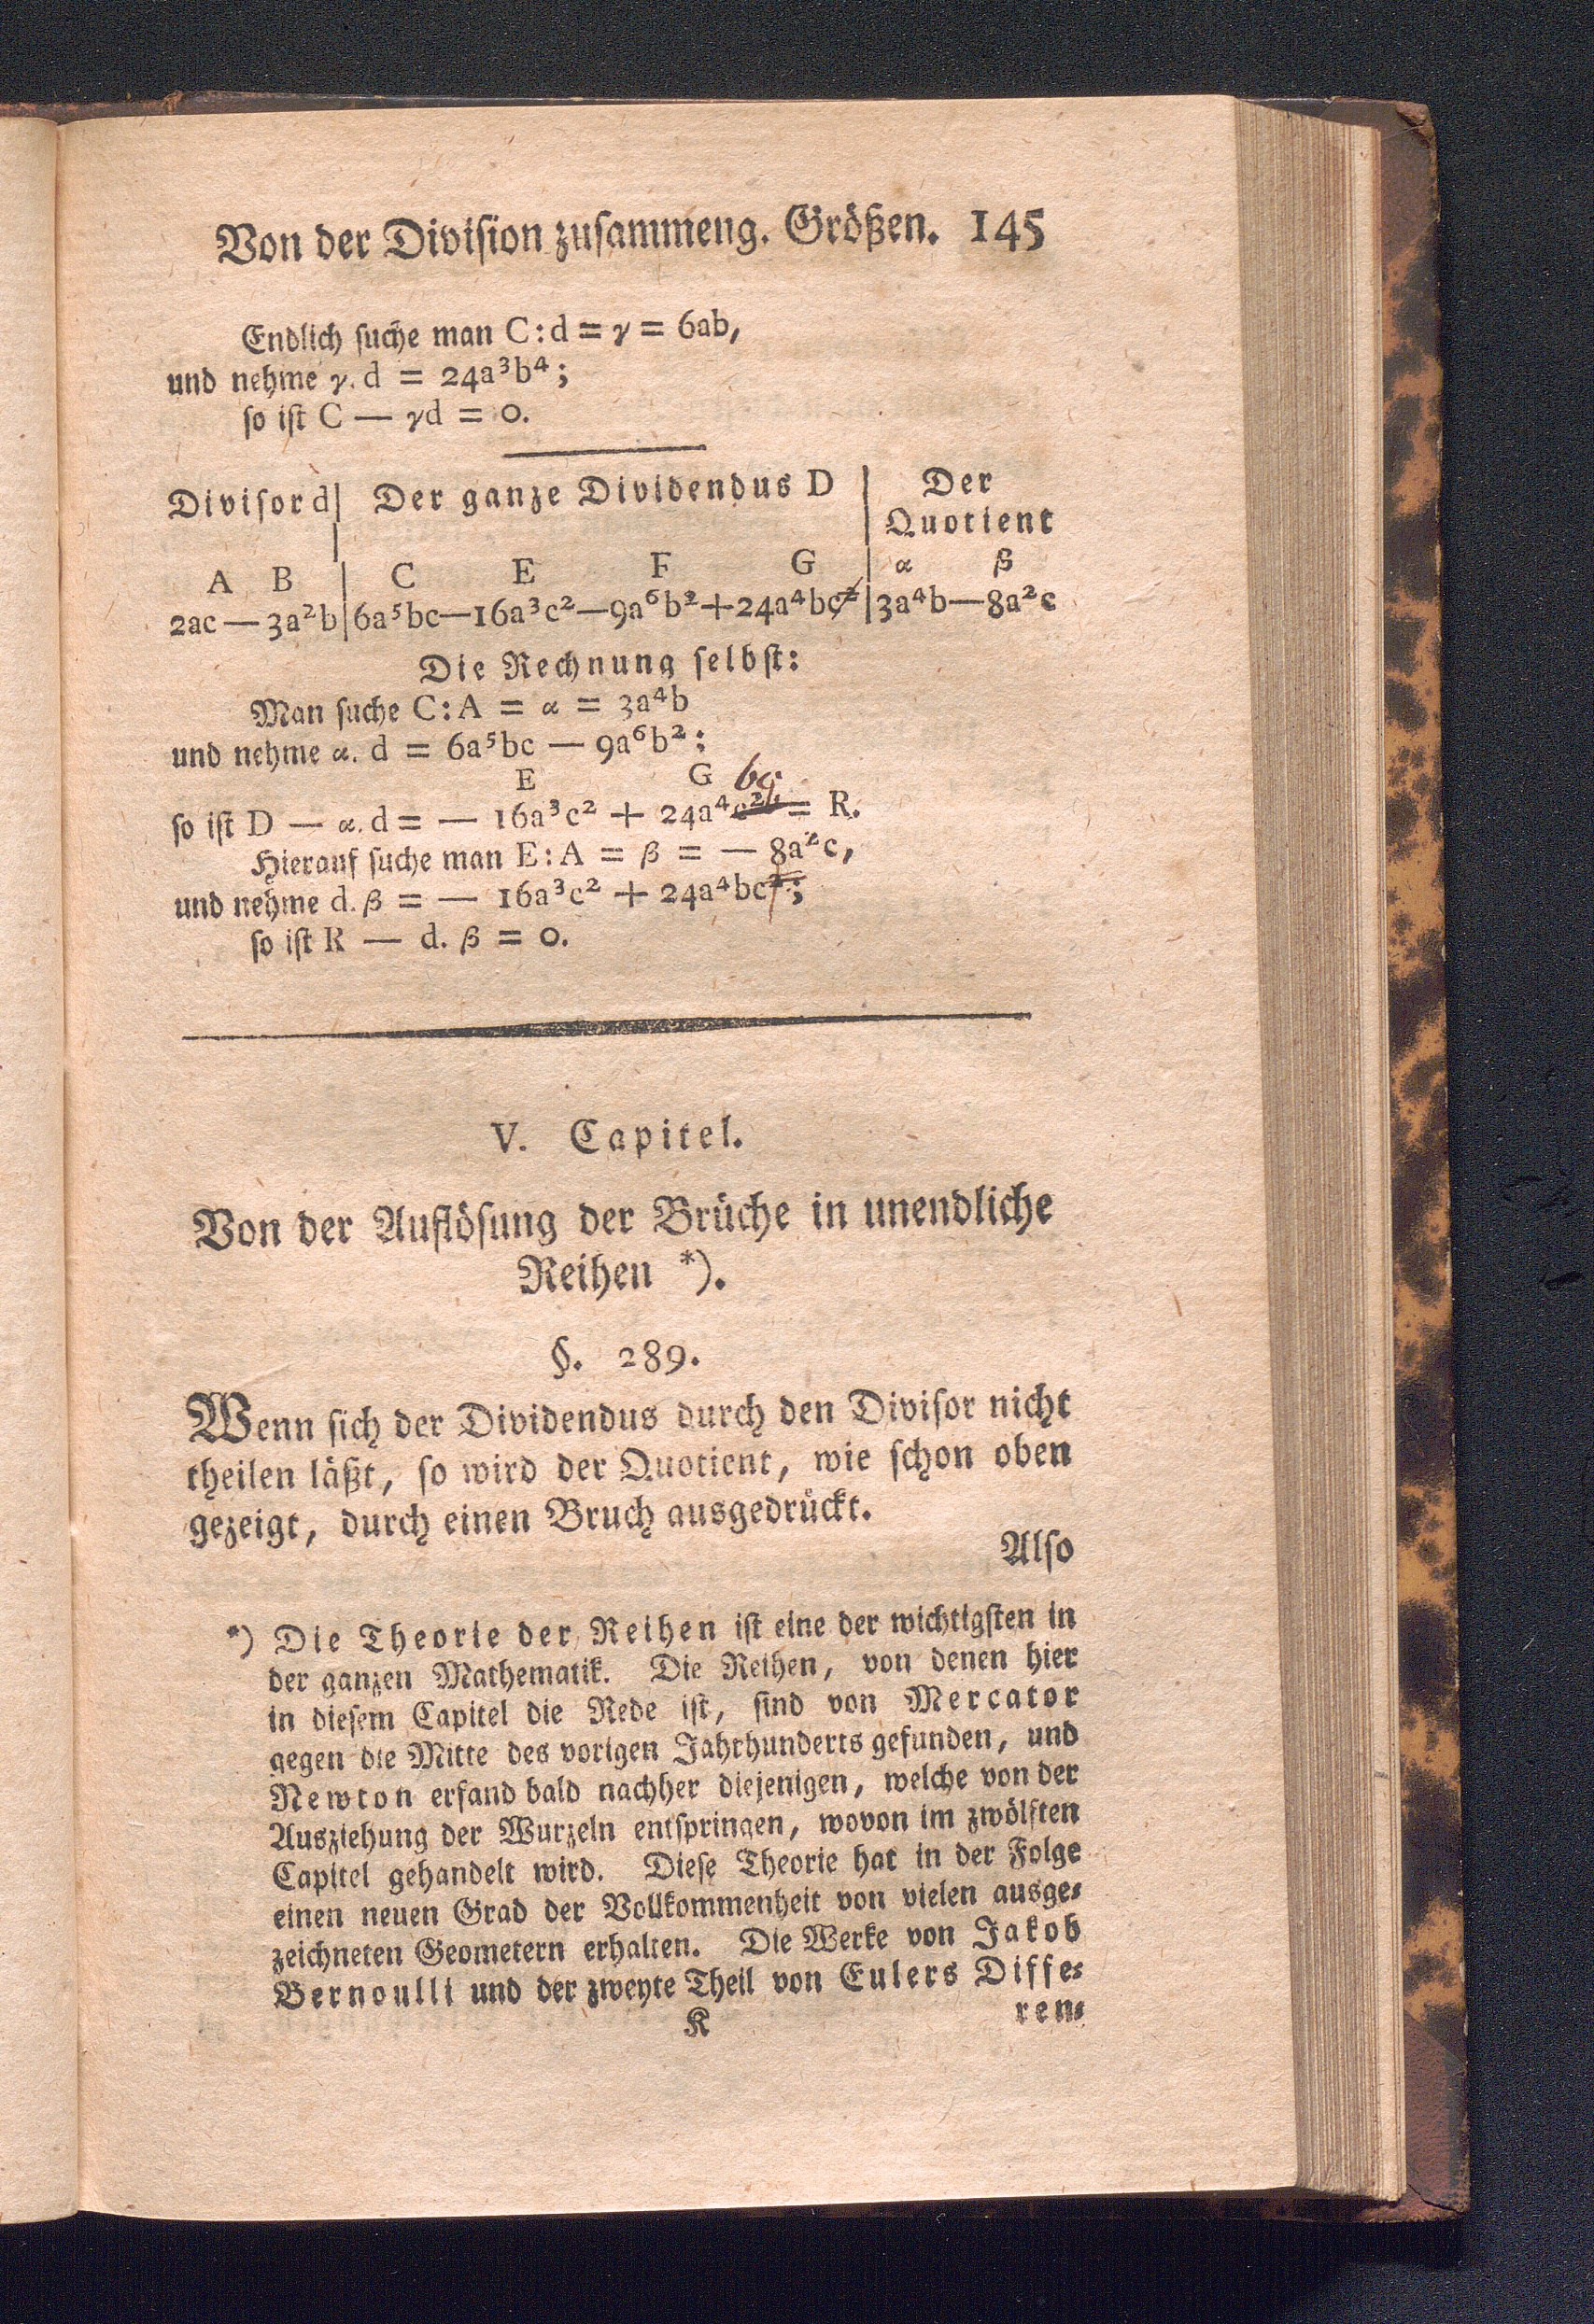 Von der Diviſion zuſammeng. Größen. 145
Endlich ſuche man C:d = γ = 6ab,
und nehme γ. d = 24a³b⁴;
ſo iſt C — γd = 0.
Diviſor d| Der ganze Dividendus D | Der
Quotient
A B | C E F G | α β
2ac — 3a²b|6a⁵bc—16a³c²—9a⁶b²+24a⁴bc²|3a⁴b—8a²c
Die Rechnung ſelbſt:
Man ſuche C:A = α = 3a⁴b
und nehme α. d = 6a⁵bc — 9a⁶b²;
E G bc
ſo iſt D — α. d = — 16a³c² + 24a⁴c²b = R.
Hierauf ſuche man E:A = β = — 8a²c,
und nehme d. β = — 16a³c² + 24a⁴bc²;
ſo iſt R — d. β = 0.
V. Capitel.
Von der Auflöſung der Brüche in unendliche
Reihen *).
§. 289.
Wenn ſich der Dividendus durch den Diviſor nicht
theilen läßt, ſo wird der Quotient, wie ſchon oben
gezeigt, durch einen Bruch ausgedrückt.
Alſo
*) Die Theorie der Reihen iſt eine der wichtigſten in
der ganzen Mathematik. Die Reihen, von denen hier
in dieſem Capitel die Rede iſt, ſind von Mercator
gegen die Mitte des vorigen Jahrhunderts gefunden, und
Newton erfand bald nachher diejenigen, welche von der
Ausziehung der Wurzeln entſpringen, wovon im zwölften
Capitel gehandelt wird. Dieſe Theorie hat in der Folge
einen neuen Grad der Vollkommenheit von vielen ausge⸗
zeichneten Geometern erhalten. Die Werke von Jakob
Bernoulli und der zweyte Theil von Eulers Diffe⸗
K ren⸗